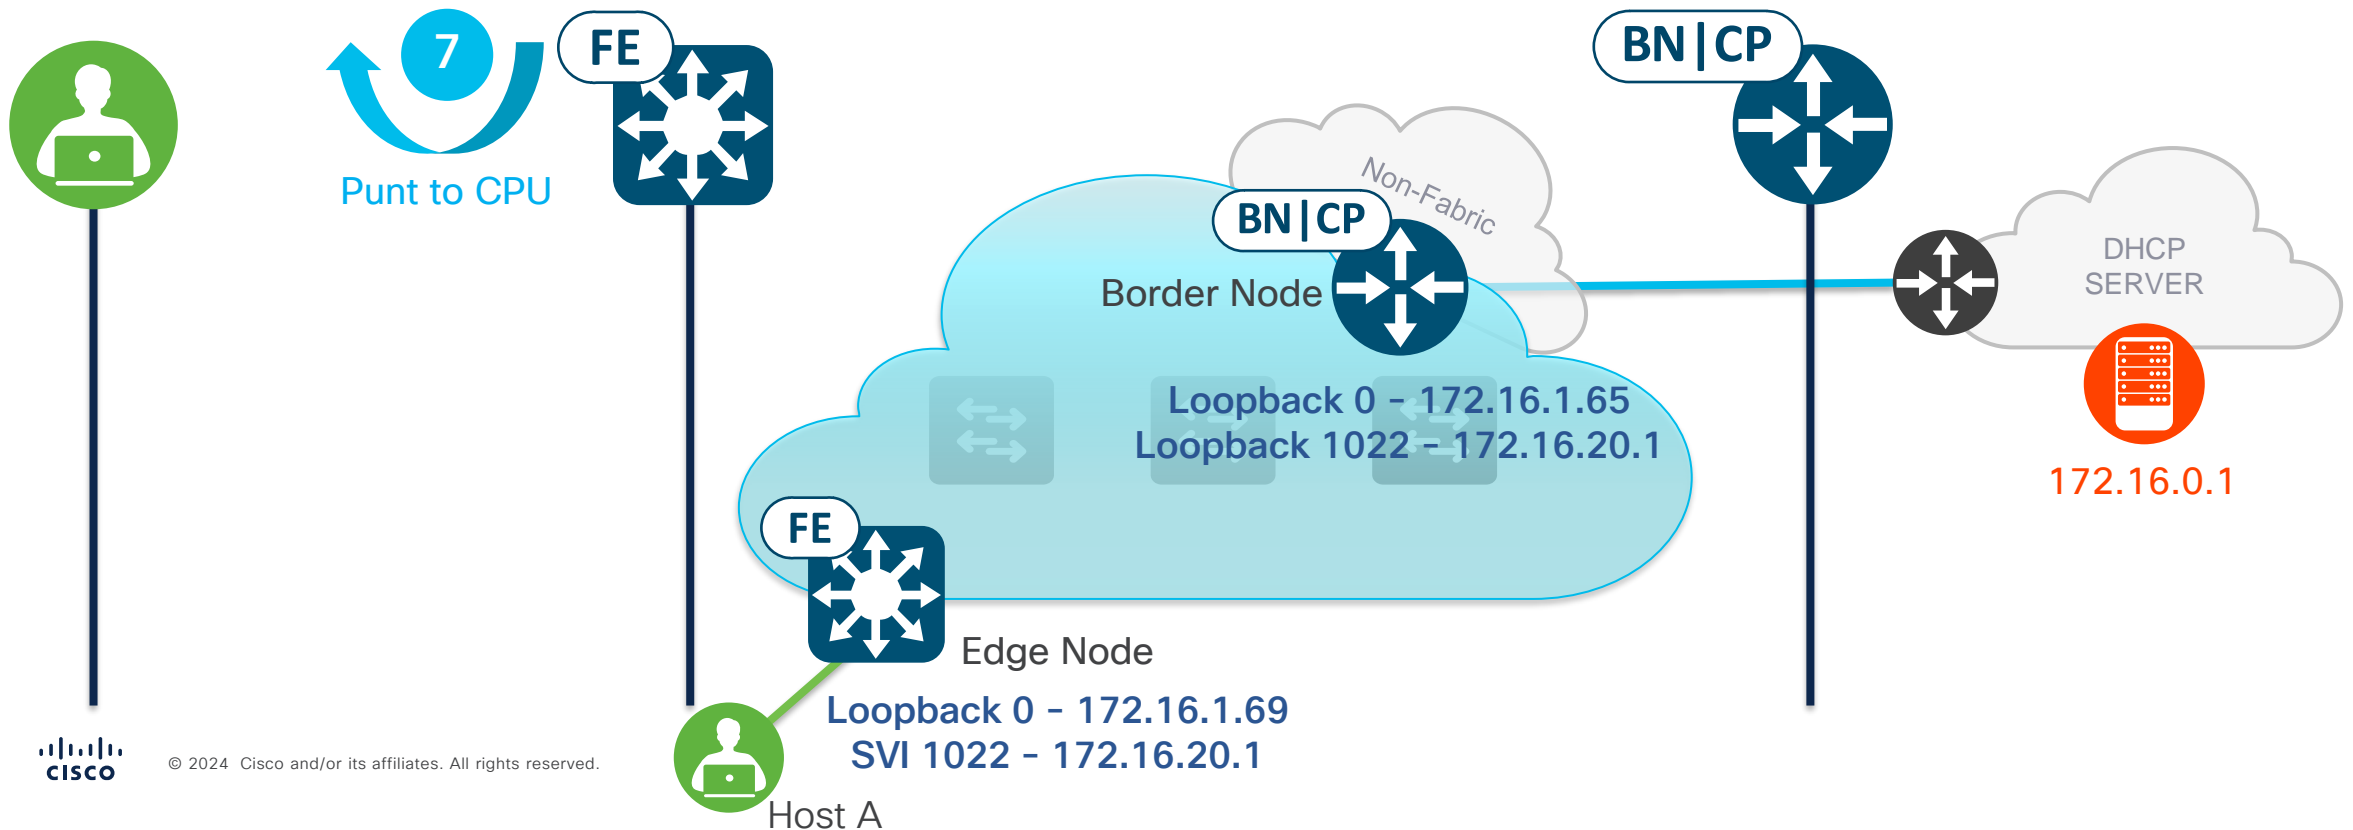 7
FE
BN|CP
Punt to CPU
Non-Fabric
BN|CP
Border Node
DHCP
SERVER
Loopback 0 – 172.16.1.65
Loopback 1022 – 172.16.20.1
172.16.0.1
FE
Edge Node
Loopback 0 – 172.16.1.69
SVI 1022 – 172.16.20.1
Host A
CISCO
© 2024 Cisco and/or its affiliates. All rights reserved.